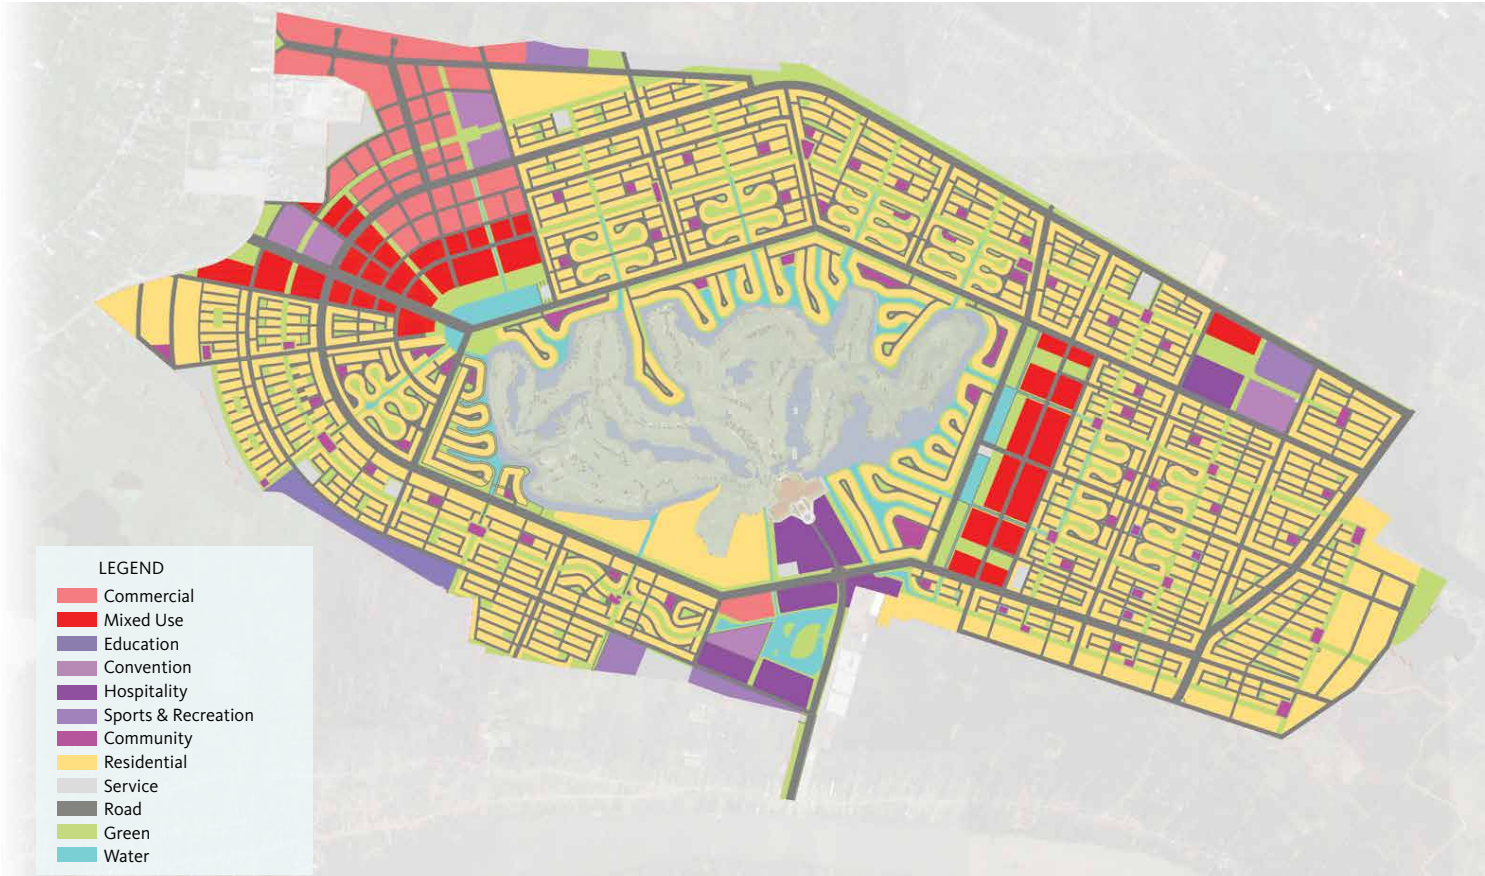 LEGEND
Commercial
Mixed Use
Education
Convention
Hospitality
Sports & Recreation
Community
Residential
Service
Road
Green
Water